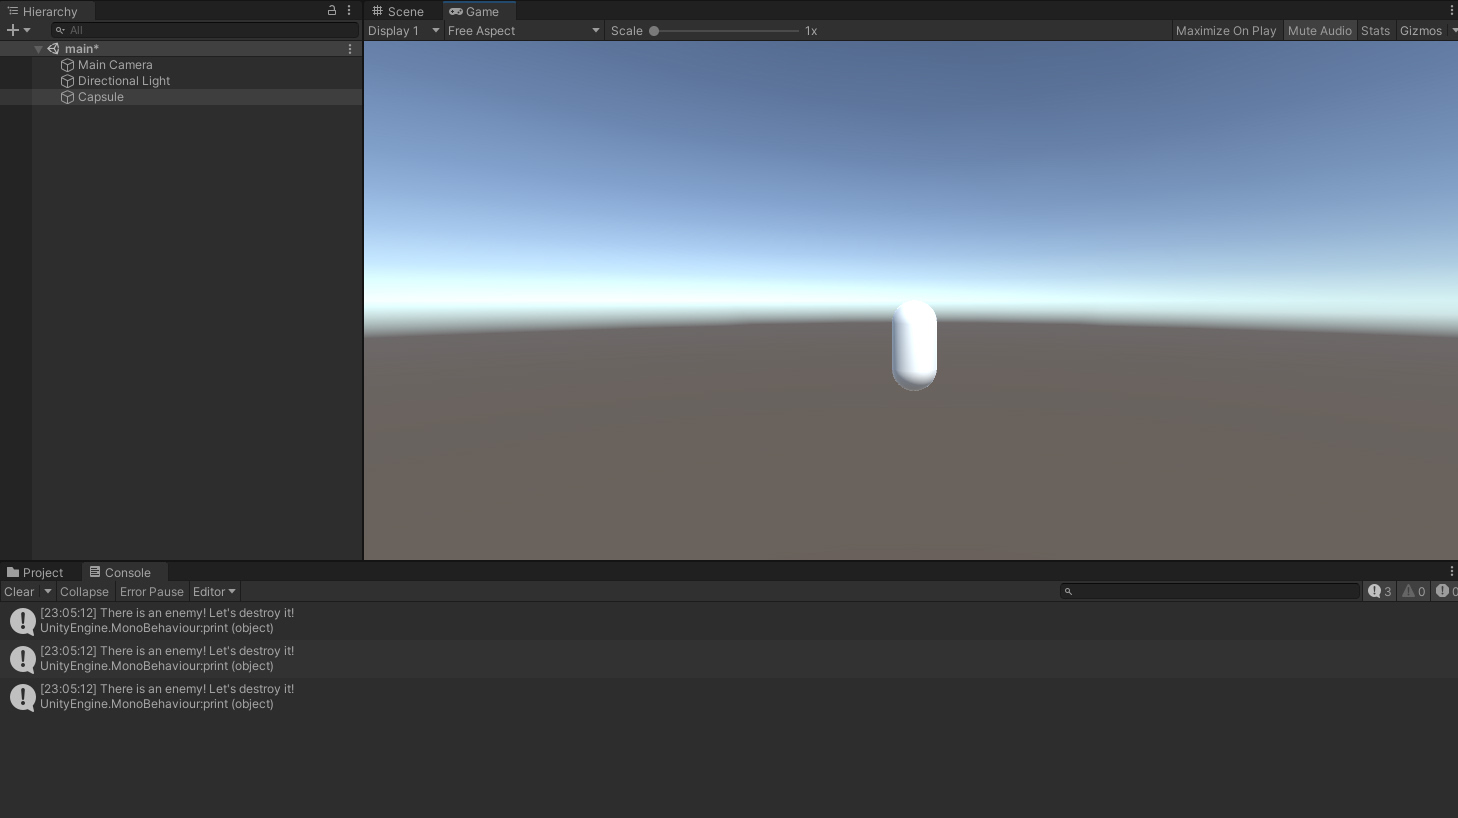 Hierarchy
All
main*
Main Camera
Directional Light
Capsule
Scene Game
Display 1 Free Aspect Scale 1x Maximize On Play Mute Audio Stats Gizmos
Project Console
Clear Collapse Error Pause Editor 3 0 0
[23:05:12] There is an enemy! Let's destroy it!
UnityEngine.MonoBehaviour:print (object)
[23:05:12] There is an enemy! Let's destroy it!
UnityEngine.MonoBehaviour:print (object)
[23:05:12] There is an enemy! Let's destroy it!
UnityEngine.MonoBehaviour:print (object)